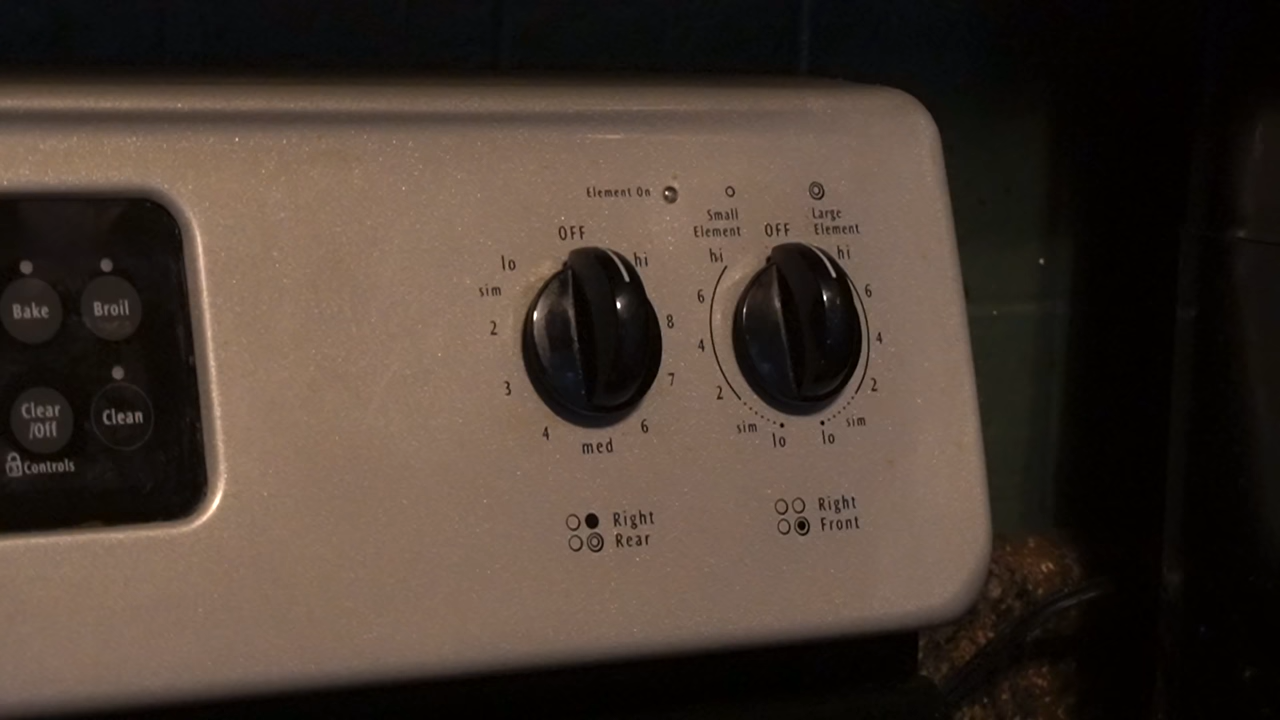 Element On
Small
Element
Large
Element
OFF
lo
hi
sim
2
8
3
7
4
6
med
OFF
hi
hi
6
6
4
4
2
2
sim
sim
lo
lo
Right
Rear
Right
Front
Bake
Broil
Clear
/Off
Clean
Controls